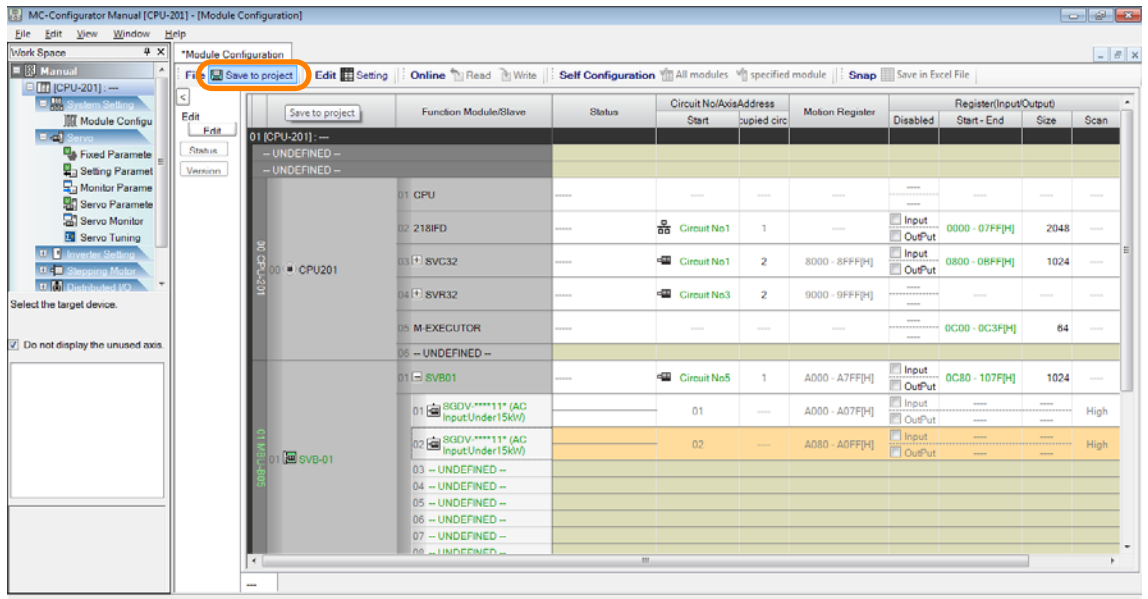 MC-Configurator Manual [CPU-201] - [Module Configuration]
File Edit View Window Help
Work Space
Manual
[CPU-201] : ---
System Setting
Module Configu
Servo
Fixed Paramete
Setting Paramet
Monitor Parame
Servo Paramete
Servo Monitor
Servo Tuning
Inverter Setting
Stepping Motor
Distributed I/O
Select the target device.
Do not display the unused axis.
*Module Configuration
File Save to project Edit Setting Online Read Write Self Configuration All modules specified module Snap Save in Excel File
<
Edit
Edit
Status
Version
Save to project
Function Module/Slave Status Circuit No/AxisAddress Motion Register Register(Input/Output)
Start cupied circ Disabled Start - End Size Scan
01 [CPU-201] : ---
-- UNDEFINED --
-- UNDEFINED --
00 CPU-201
00 CPU201
01 CPU ----- ---- ---- ---- ---- ---- ---- ----
02 218IFD ----- Circuit No1 1 ---- Input OutPut 0000 - 07FF[H] 2048 ----
03 SVC32 ----- Circuit No1 2 8000 - 8FFF[H] Input OutPut 0800 - 0BFF[H] 1024 ----
04 SVR32 ----- Circuit No3 2 9000 - 9FFF[H] ---- ---- ---- ----
05 M-EXECUTOR ----- ---- ---- ---- ---- 0C00 - 0C3F[H] 64 ----
06 -- UNDEFINED --
01 MBU-B05
01 SVB-01
01 SVB01 ----- Circuit No5 1 A000 - A7FF[H] Input OutPut 0C80 - 107F[H] 1024 ----
01 SGDV-****11* (AC Input:Under15kW) 01 ---- A000 - A07F[H] Input OutPut ---- ---- High
02 SGDV-****11* (AC Input:Under15kW) 02 ---- A080 - A0FF[H] Input OutPut ---- ---- High
03 -- UNDEFINED --
04 -- UNDEFINED --
05 -- UNDEFINED --
06 -- UNDEFINED --
07 -- UNDEFINED --
08 -- UNDEFINED --
---